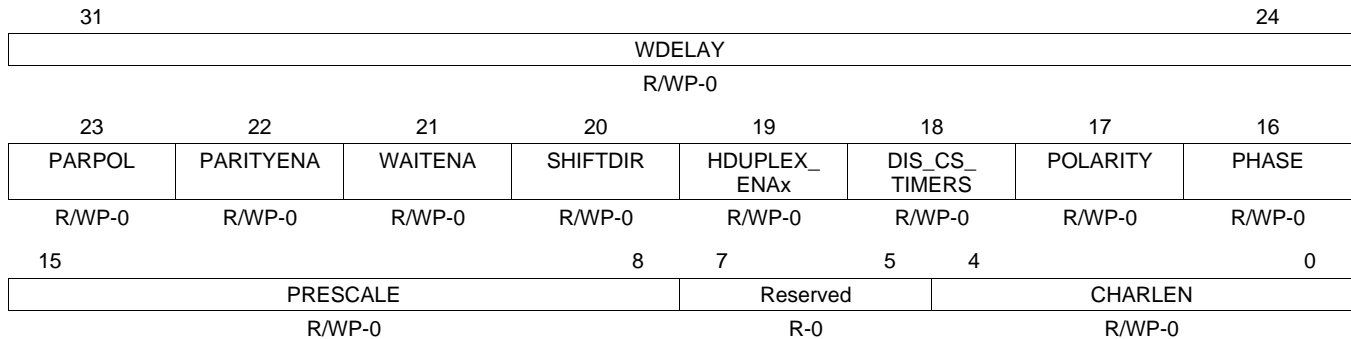 31 24
WDELAY
R/WP-0
23 22 21 20 19 18 17 16
PARPOL PARITYENA WAITENA SHIFTDIR HDUPLEX_ DIS_CS_ POLARITY PHASE
ENAx TIMERS
R/WP-0 R/WP-0 R/WP-0 R/WP-0 R/WP-0 R/WP-0 R/WP-0 R/WP-0
15 8 7 5 4 0
PRESCALE Reserved CHARLEN
R/WP-0 R-0 R/WP-0